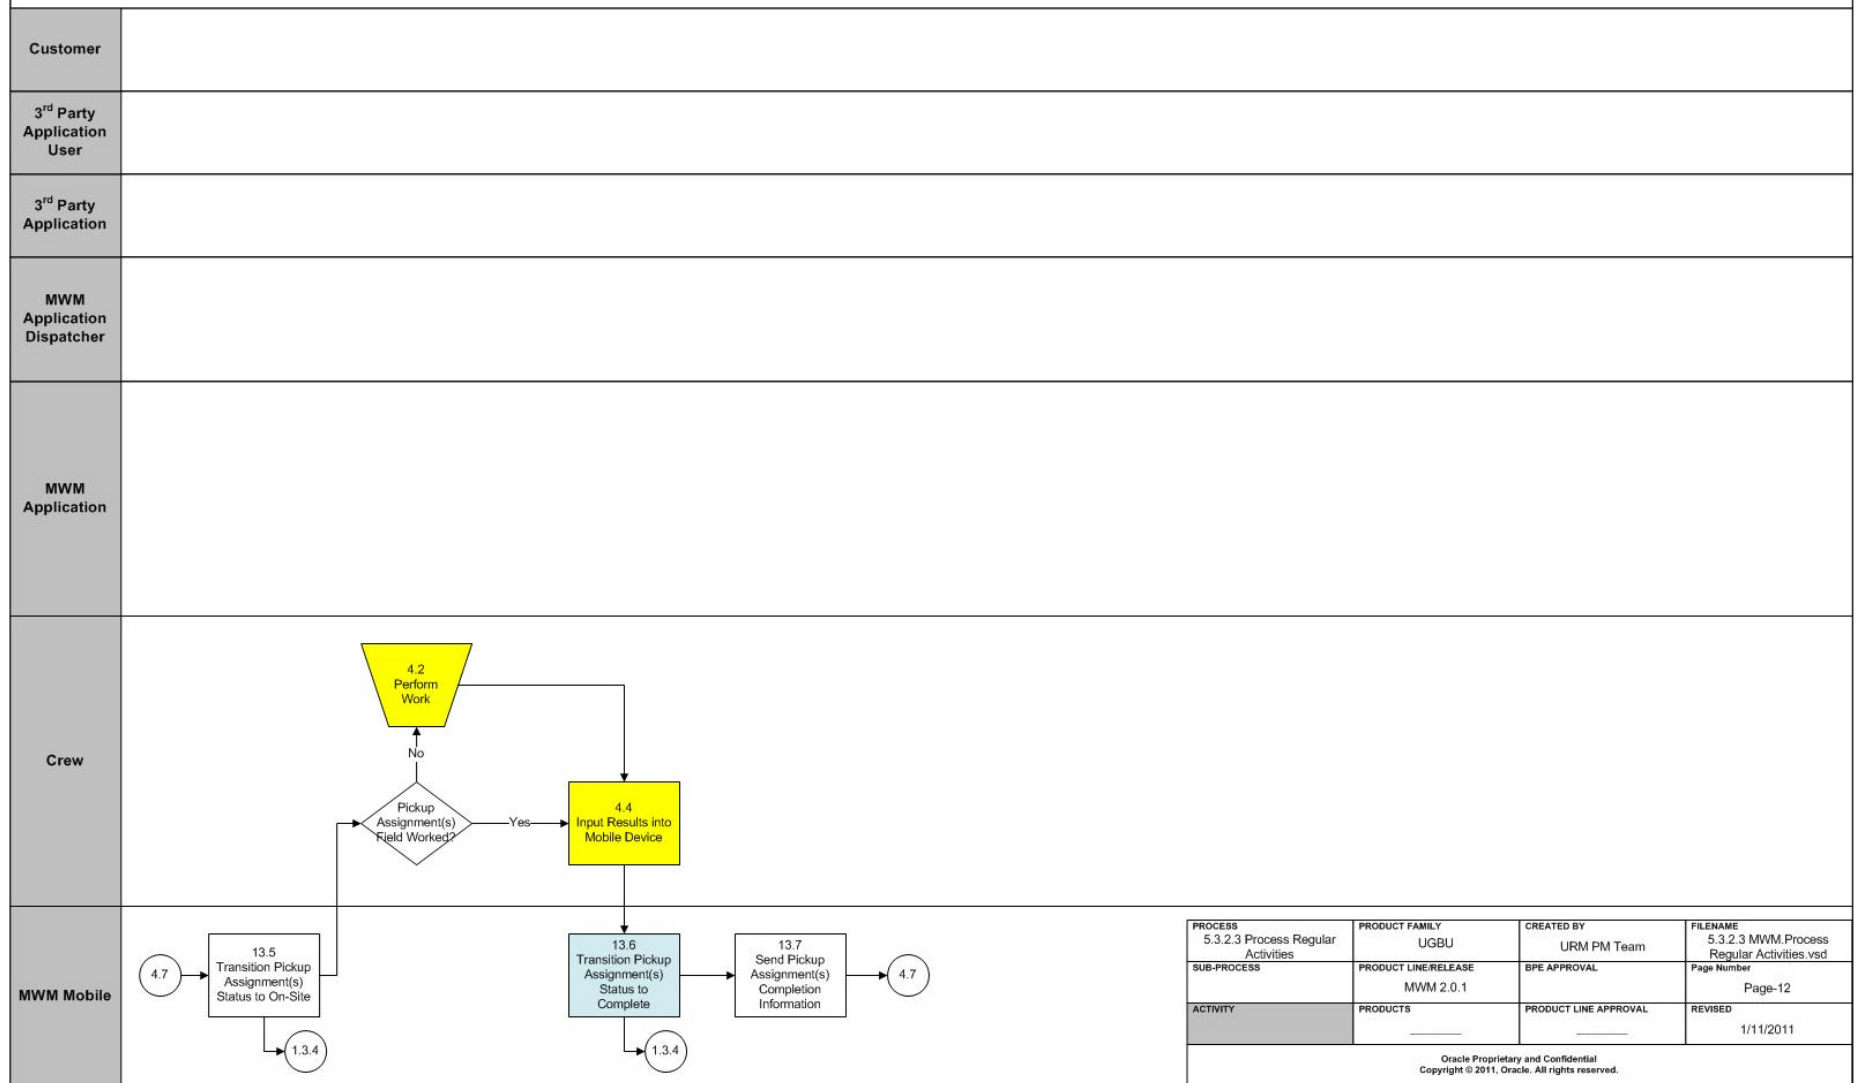 Customer
3rd Party
Application
User
3rd Party
Application
MWM
Application
Dispatcher
MWM
Application
Crew
4.2
Perform
Work
No
Pickup
Assignment(s)
Field Worked?
Yes
4.4
Input Results into
Mobile Device
MWM Mobile
4.7
13.5
Transition Pickup
Assignment(s)
Status to On-Site
1.3.4
13.6
Transition Pickup
Assignment(s)
Status to
Complete
1.3.4
13.7
Send Pickup
Assignment(s)
Completion
Information
4.7
PROCESS
5.3.2.3 Process Regular
Activities
PRODUCT FAMILY
UGBU
CREATED BY
URM PM Team
FILENAME
5.3.2.3 MWM.Process
Regular Activities.vsd
SUB-PROCESS
PRODUCT LINE/RELEASE
MWM 2.0.1
BPE APPROVAL
Page Number
Page-12
ACTIVITY
PRODUCTS
PRODUCT LINE APPROVAL
REVISED
1/11/2011
Oracle Proprietary and Confidential
Copyright © 2011, Oracle. All rights reserved.